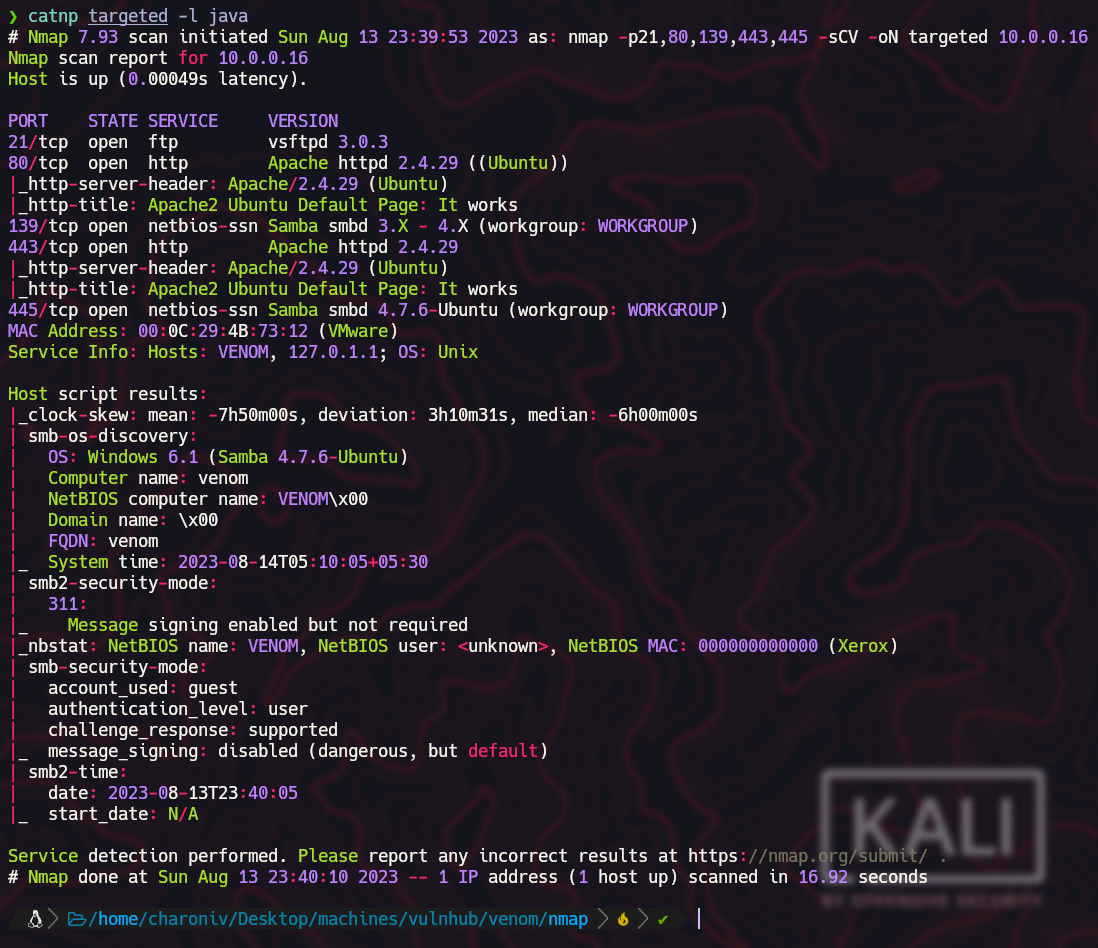 ❯ catnp targeted -l java
# Nmap 7.93 scan initiated Sun Aug 13 23:39:53 2023 as: nmap -p21,80,139,443,445 -sCV -oN targeted 10.0.0.16
Nmap scan report for 10.0.0.16
Host is up (0.00049s latency).

PORT    STATE SERVICE     VERSION
21/tcp  open  ftp         vsftpd 3.0.3
80/tcp  open  http        Apache httpd 2.4.29 ((Ubuntu))
|_http-server-header: Apache/2.4.29 (Ubuntu)
|_http-title: Apache2 Ubuntu Default Page: It works
139/tcp open  netbios-ssn Samba smbd 3.X - 4.X (workgroup: WORKGROUP)
443/tcp open  http        Apache httpd 2.4.29
|_http-server-header: Apache/2.4.29 (Ubuntu)
|_http-title: Apache2 Ubuntu Default Page: It works
445/tcp open  netbios-ssn Samba smbd 4.7.6-Ubuntu (workgroup: WORKGROUP)
MAC Address: 00:0C:29:4B:73:12 (VMware)
Service Info: Hosts: VENOM, 127.0.1.1; OS: Unix

Host script results:
|_clock-skew: mean: -7h50m00s, deviation: 3h10m31s, median: -6h00m00s
| smb-os-discovery:
|   OS: Windows 6.1 (Samba 4.7.6-Ubuntu)
|   Computer name: venom
|   NetBIOS computer name: VENOM\x00
|   Domain name: \x00
|   FQDN: venom
|_  System time: 2023-08-14T05:10:05+05:30
| smb2-security-mode:
|   311:
|_    Message signing enabled but not required
|_nbstat: NetBIOS name: VENOM, NetBIOS user: <unknown>, NetBIOS MAC: 000000000000 (Xerox)
| smb-security-mode:
|   account_used: guest
|   authentication_level: user
|   challenge_response: supported
|_  message_signing: disabled (dangerous, but default)
| smb2-time:
|   date: 2023-08-13T23:40:05
|_  start_date: N/A

Service detection performed. Please report any incorrect results at https://nmap.org/submit/ .
# Nmap done at Sun Aug 13 23:40:10 2023 -- 1 IP address (1 host up) scanned in 16.92 seconds
/home/charoniv/Desktop/machines/vulnhub/venom/nmap
KALI
BY OFFENSIVE SECURITY